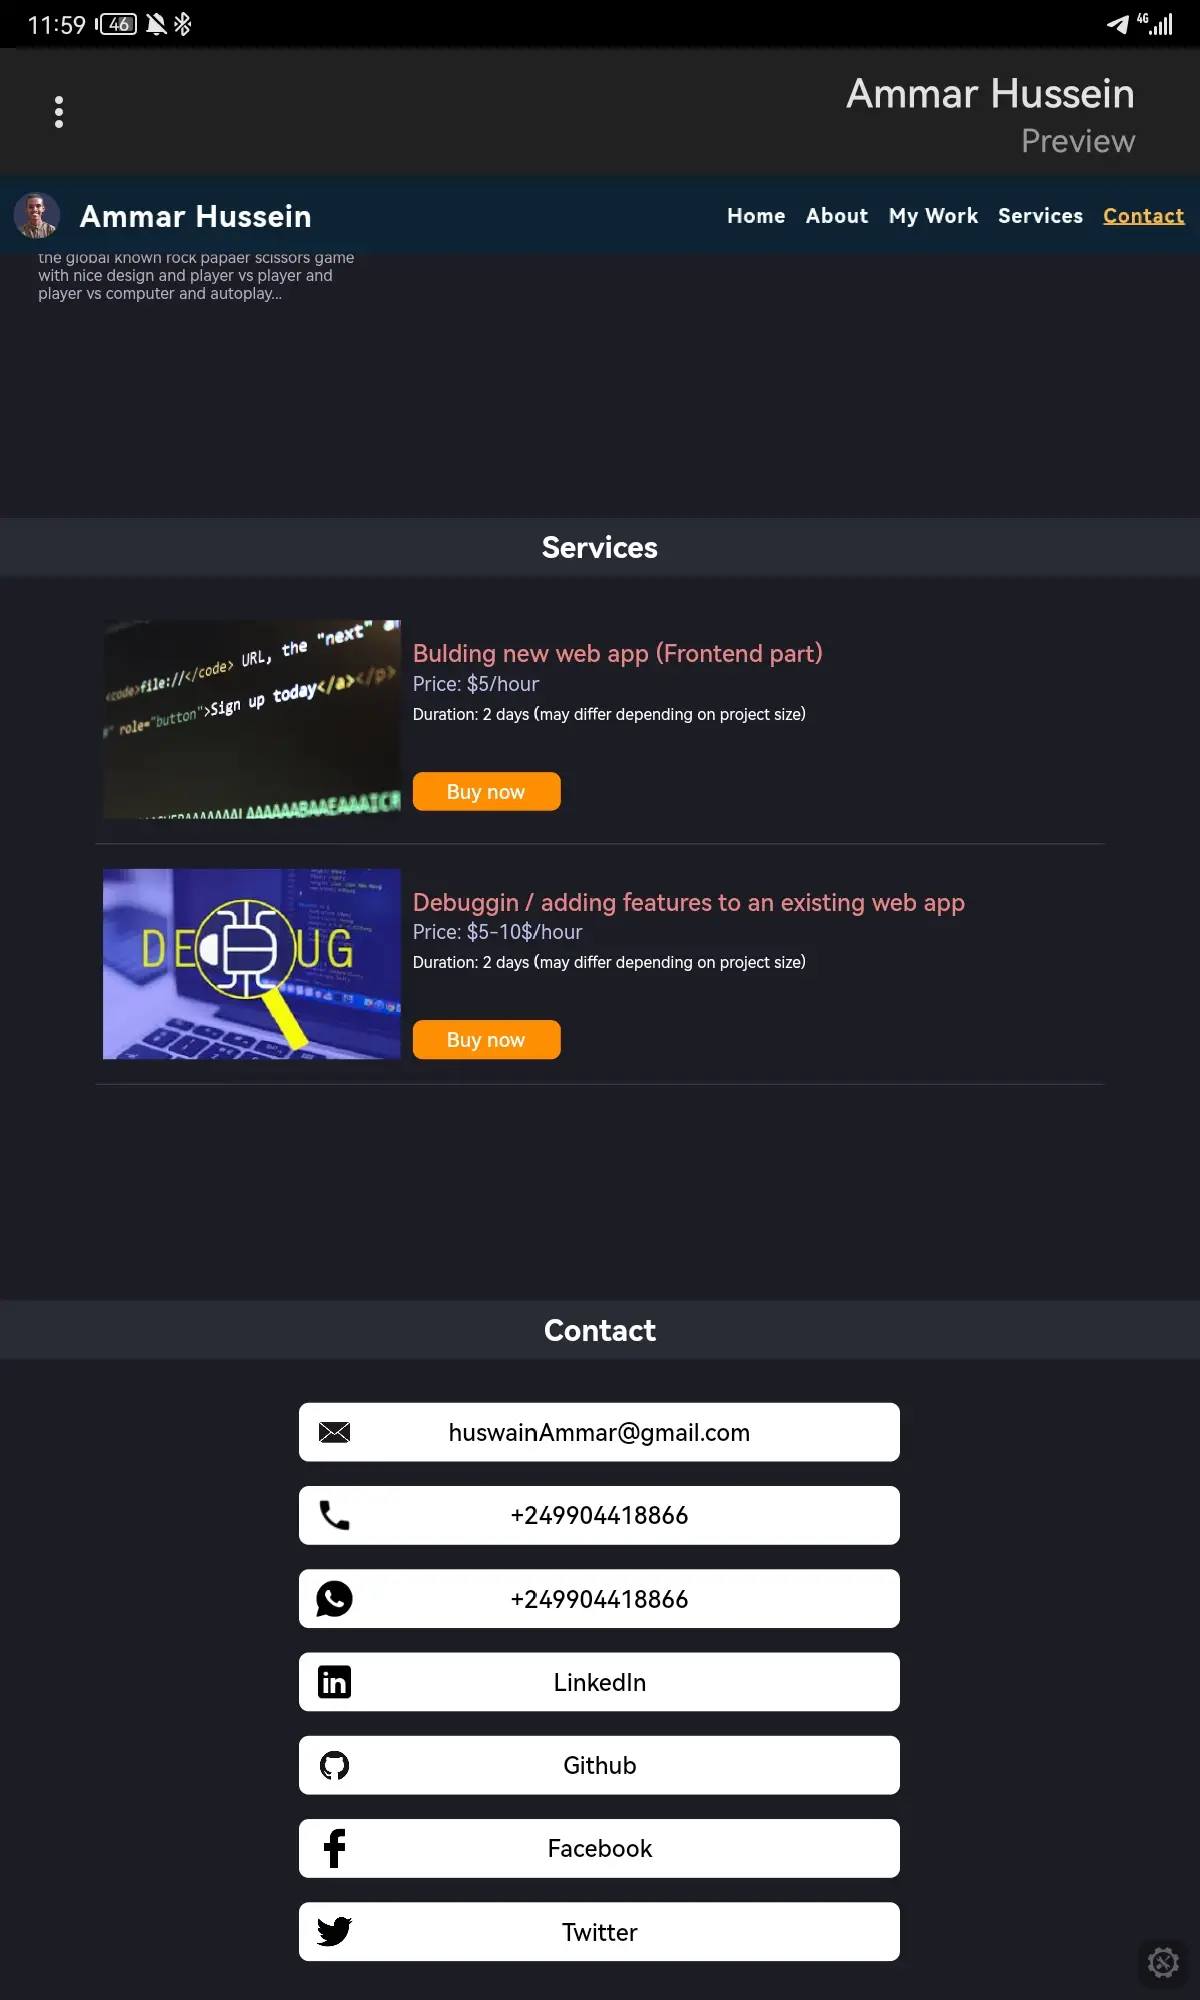 11:59 46 4G
Ammar Hussein
Preview
Ammar Hussein Home About My Work Services Contact
the global known rock papaer scissors game
with nice design and player vs player and
player vs computer and autoplay...
Services
<code>file://</code> URL, the "next"
role="button">Sign up today</a></p>
Bulding new web app (Frontend part)
Price: $5/hour
Duration: 2 days (may differ depending on project size)
Buy now
DEBUG
Debuggin / adding features to an existing web app
Price: $5-10$/hour
Duration: 2 days (may differ depending on project size)
Buy now
Contact
huswainAmmar@gmail.com
+249904418866
+249904418866
in LinkedIn
Github
Facebook
Twitter